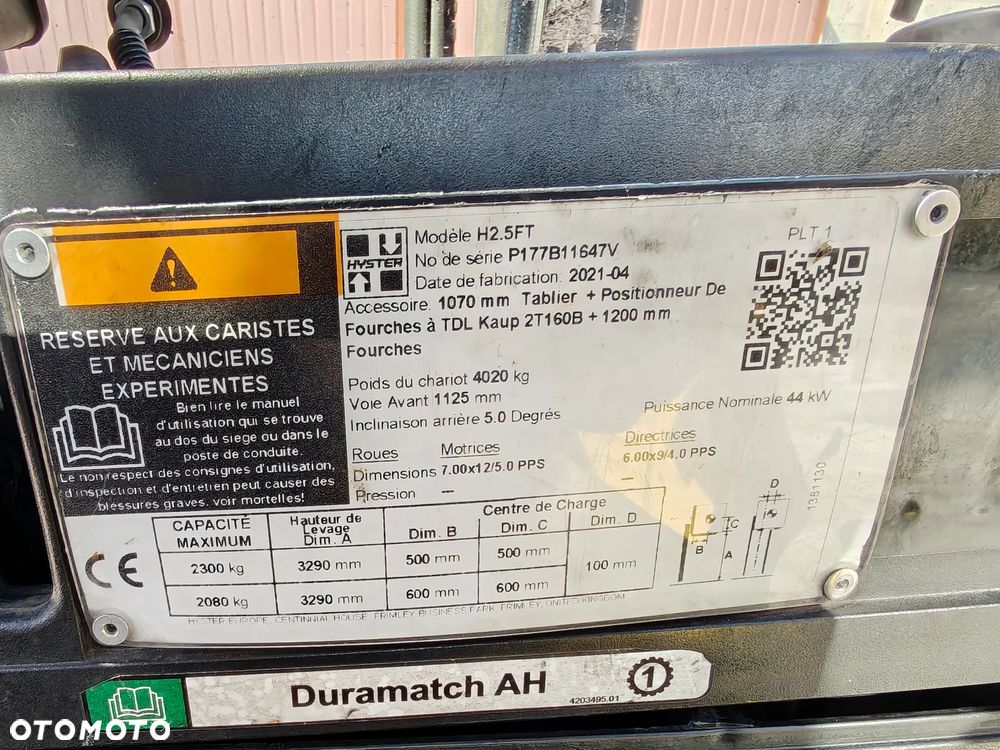 RESERVE AUX CARISTES
ET MECANICIENS
EXPERIMENTES
Bien lire le manuel
d'utilisation qui se trouve
au dos du siege ou dans le
poste de conduite.
Le non respect des consignes d'utilisation,
d'inspection et d'entretien peut causer des
blessures graves, voir mortelles!
HYSTER
Modèle H2.5FT
No de série P177B11647V
Date de fabrication: 2021-04
Accessoire. 1070 mm Tablier + Positionneur De
Fourches à TDL Kaup 2T160B + 1200 mm
Fourches
PLT 1
Poids du chariot 4020 kg
Voie Avant 1125 mm
Inclinaison arrière 5.0 Degrés
Puissance Nominale 44 kW
Roues Motrices Directrices
Dimensions 7.00x12/5.0 PPS 6.00x9/4.0 PPS
Pression – –
1381130
CAPACITÉ MAXIMUM
Hauteur de Levage Dim. A
Centre de Charge
Dim. B Dim. C Dim. D
2300 kg 3290 mm 500 mm 500 mm 100 mm
2080 kg 3290 mm 600 mm 600 mm
D
C
B A
CE
HYSTER EUROPE, CENTINNIAL HOUSE, FRIMLEY BUSINESS PARK, FRIMLEY, UNITED KINGDOM
Duramatch AH
4203495.01
1
OTOMOTO